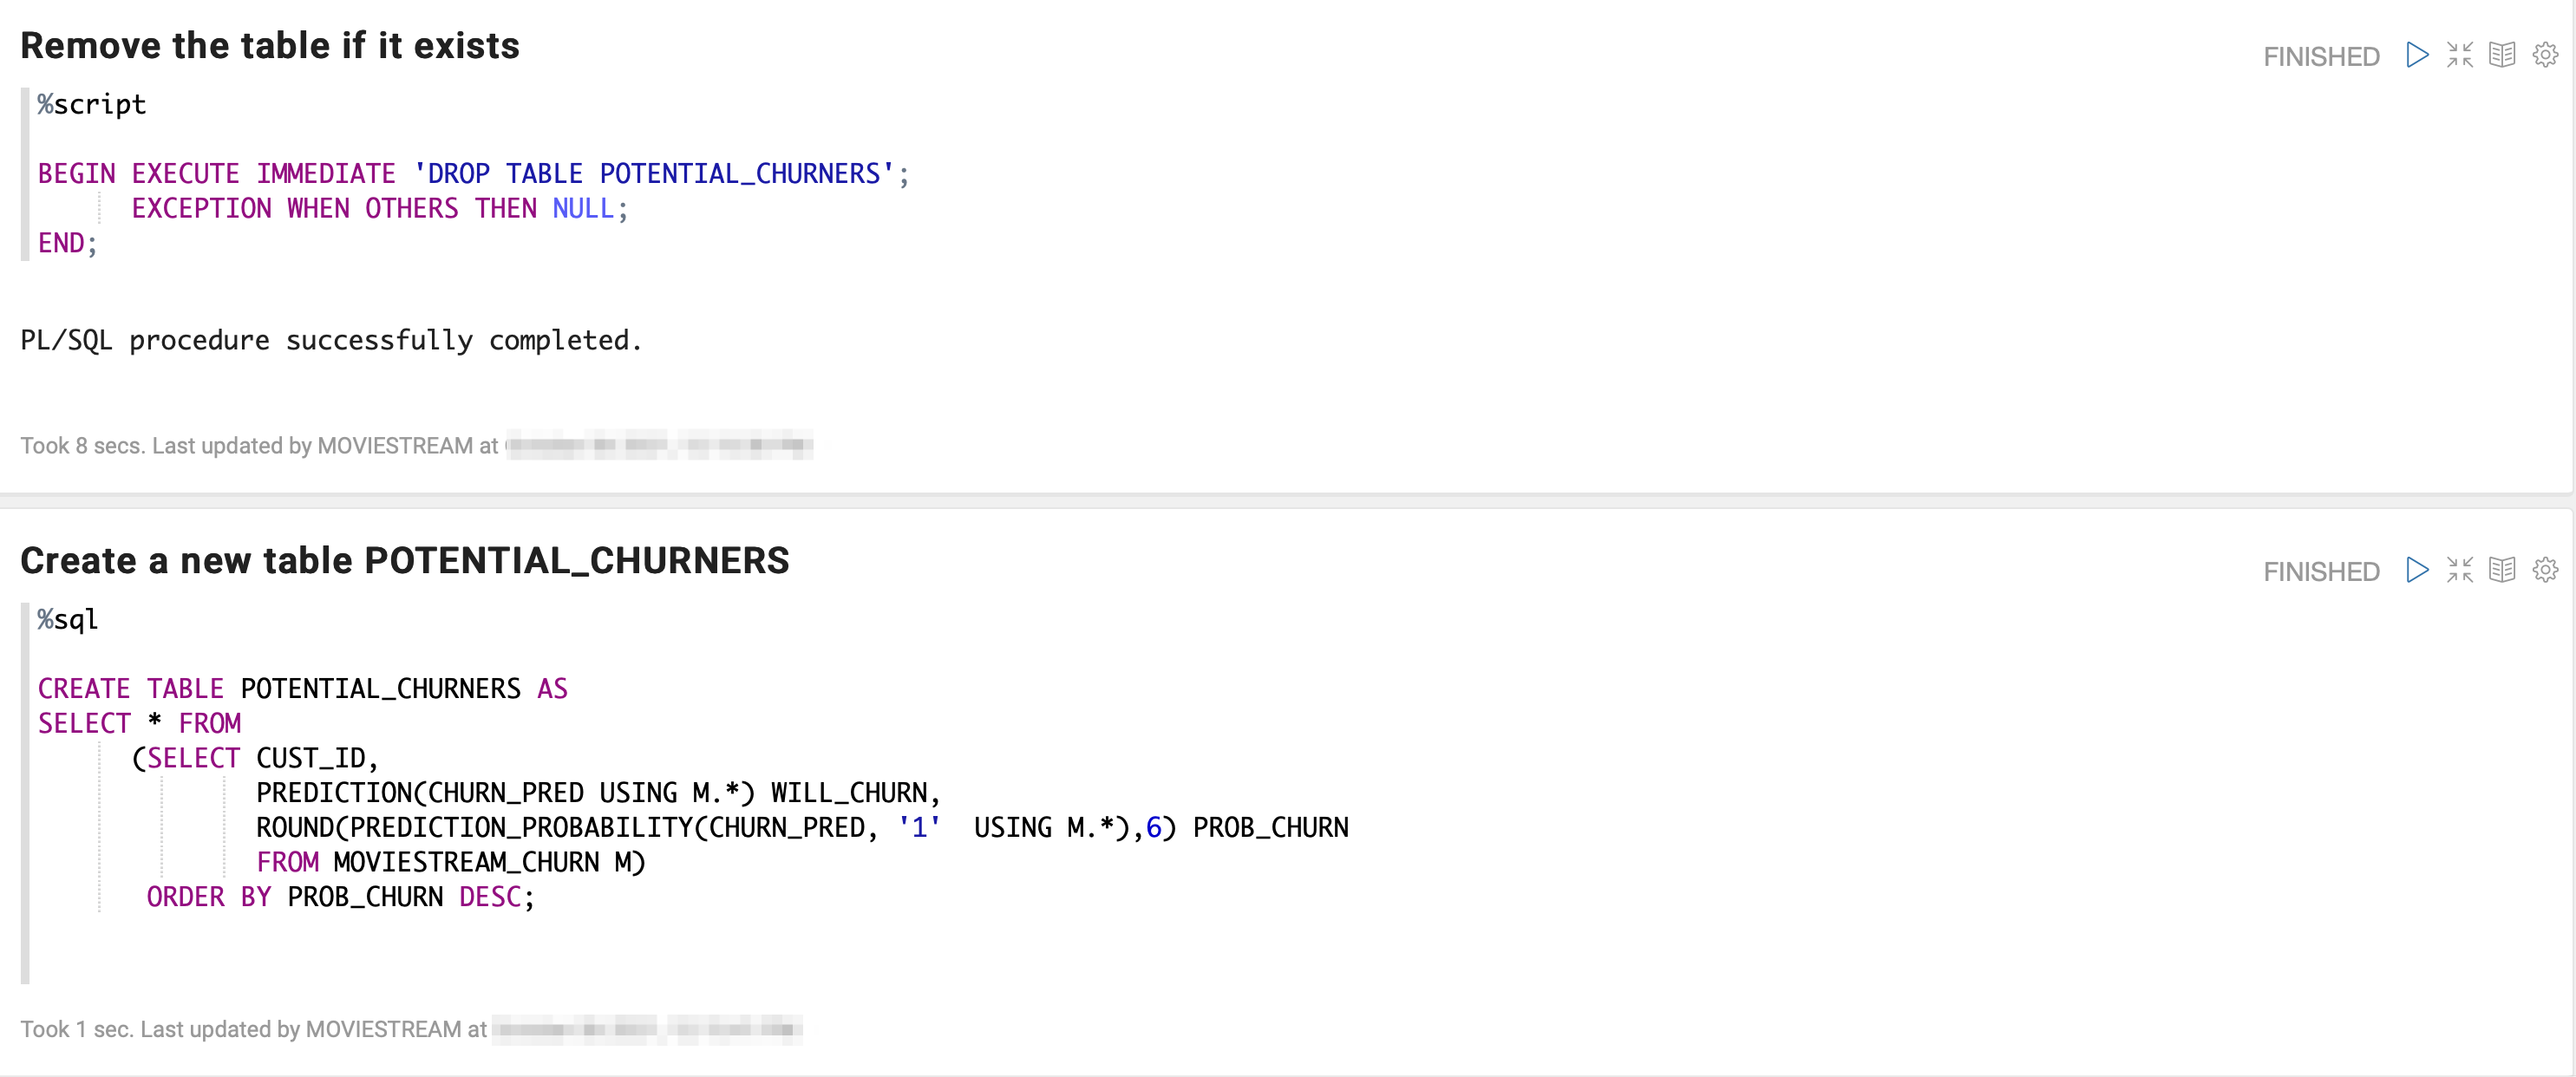 Remove the table if it exists
FINISHED
%script
BEGIN EXECUTE IMMEDIATE 'DROP TABLE POTENTIAL_CHURNERS';
EXCEPTION WHEN OTHERS THEN NULL;
END;
PL/SQL procedure successfully completed.
Took 8 secs. Last updated by MOVIESTREAM at
Create a new table POTENTIAL_CHURNERS
FINISHED
%sql
CREATE TABLE POTENTIAL_CHURNERS AS
SELECT * FROM
(SELECT CUST_ID,
PREDICTION(CHURN_PRED USING M.*) WILL_CHURN,
ROUND(PREDICTION_PROBABILITY(CHURN_PRED, '1'  USING M.*),6) PROB_CHURN
FROM MOVIESTREAM_CHURN M)
ORDER BY PROB_CHURN DESC;
Took 1 sec. Last updated by MOVIESTREAM at